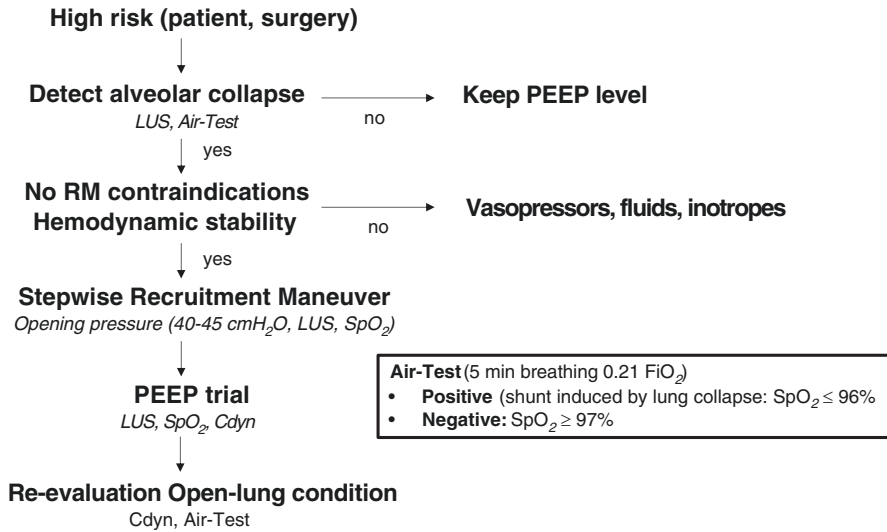 High risk (patient, surgery)
Detect alveolar collapse
LUS, Air-Test
no
Keep PEEP level
yes
No RM contraindications
Hemodynamic stability
no
Vasopressors, fluids, inotropes
yes
Stepwise Recruitment Maneuver
Opening pressure (40-45 cmH₂O, LUS, SpO₂)
PEEP trial
LUS, SpO₂, Cdyn
Air-Test (5 min breathing 0.21 FiO₂)
• Positive (shunt induced by lung collapse: SpO₂ ≤ 96%
• Negative: SpO₂ ≥ 97%
Re-evaluation Open-lung condition
Cdyn, Air-Test